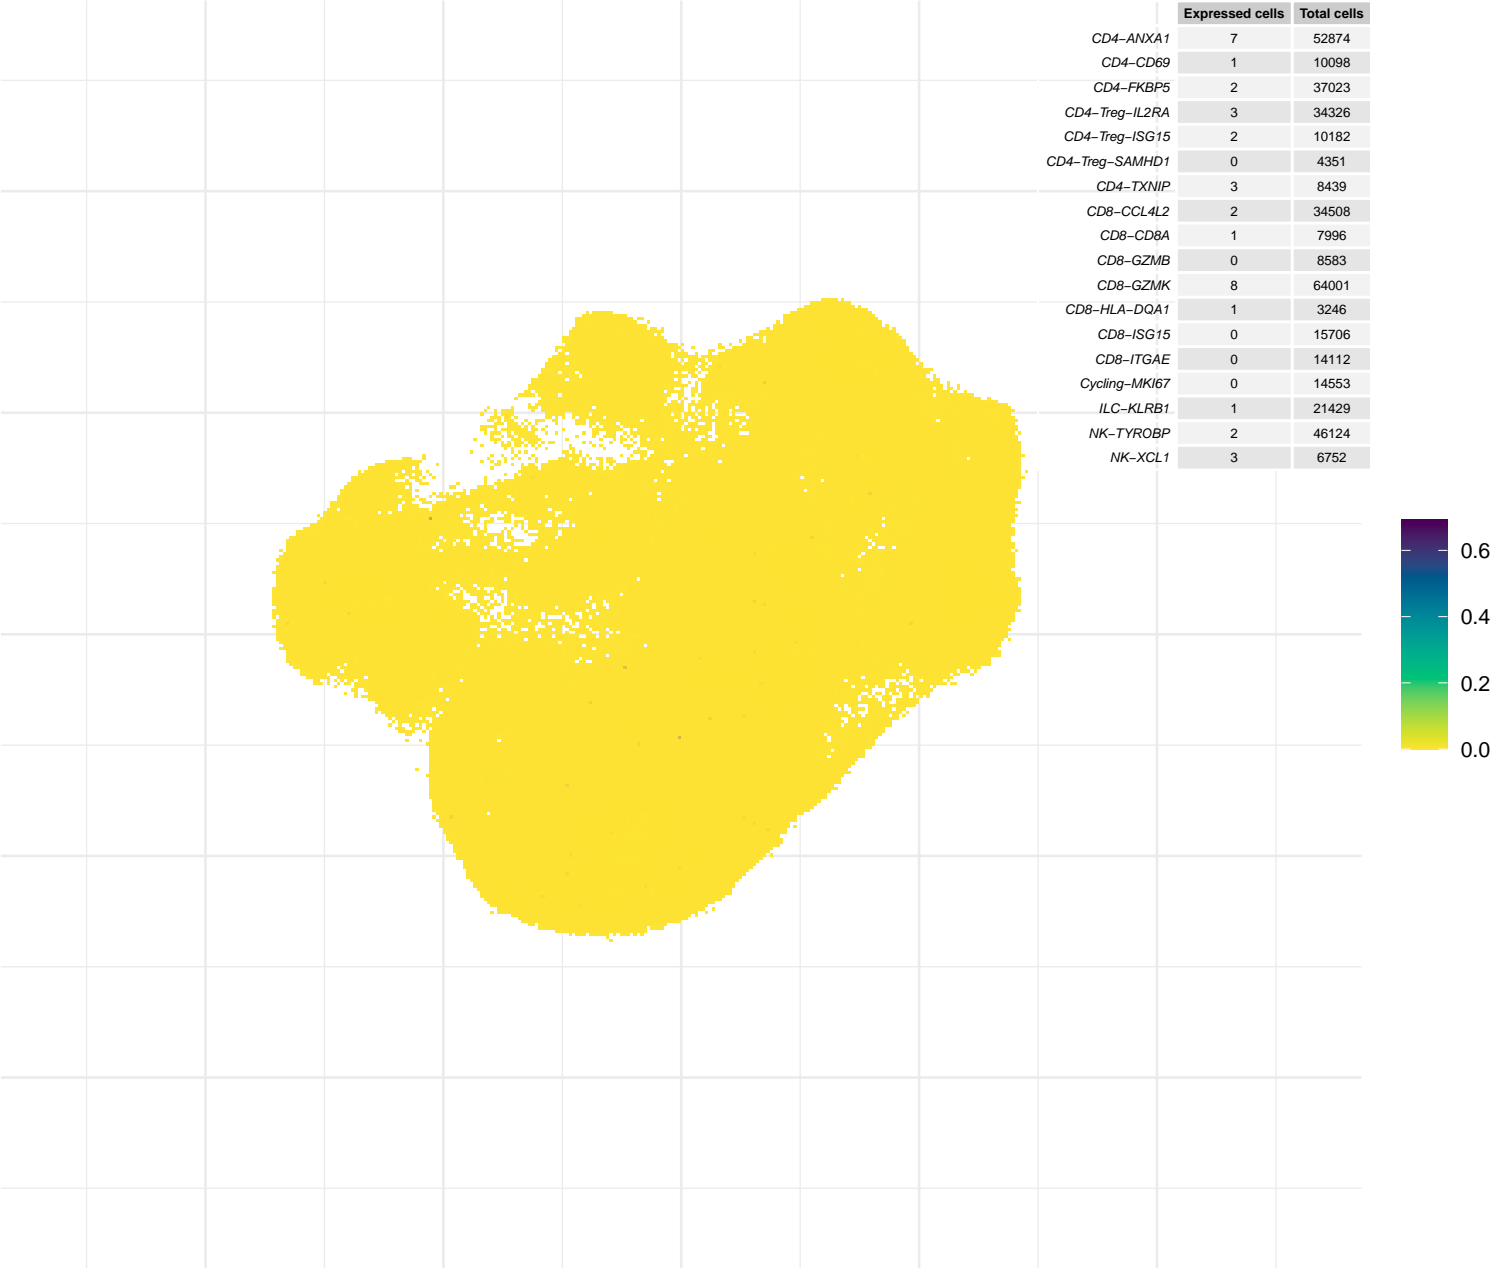 Expressed cells Total cells
CD4−ANXA1 7 52874
CD4−CD69 1 10098
CD4−FKBP5 2 37023
CD4−Treg−IL2RA 3 34326
CD4−Treg−ISG15 2 10182
CD4−Treg−SAMHD1 0 4351
CD4−TXNIP 3 8439
CD8−CCL4L2 2 34508
CD8−CD8A 1 7996
CD8−GZMB 0 8583
CD8−GZMK 8 64001
CD8−HLA−DQA1 1 3246
CD8−ISG15 0 15706
CD8−ITGAE 0 14112
Cycling−MKI67 0 14553
ILC−KLRB1 1 21429
NK−TYROBP 2 46124
NK−XCL1 3 6752
0.6
0.4
0.2
0.0